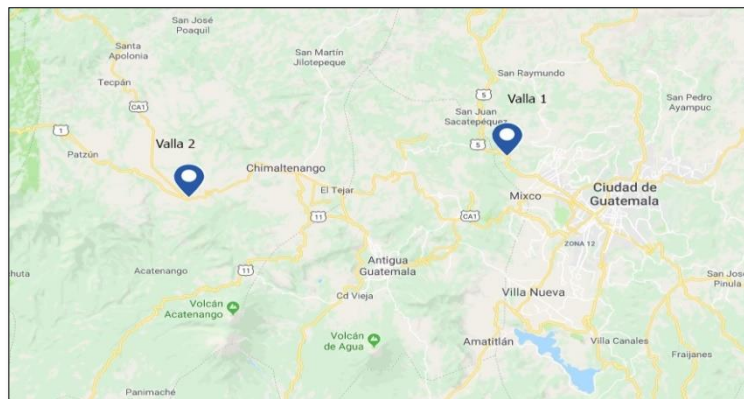 San José
Poaquil
Santa
Apolonia
San Martín
Jilotepeque
San Raymundo
Tecpán
5
Valla 1
San Pedro
Ayampuc
CA1
San Juan
Sacatepéquez
1
Valla 2
5
Patzún
Chimaltenango
El Tejar
Mixco
Ciudad de
Guatemala
11
CA1
ZONA 12
Antigua
Guatemala
Acatenango
11
huta
San José
Pinula
Villa Nueva
Cd Vieja
Volcán
Acatenango
Volcán
de Agua
Amatitlán
Villa Canales
Fraijanes
Panimaché